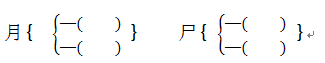 月{ {—( ) }  尸{ {—( ) }
—( )  —( )